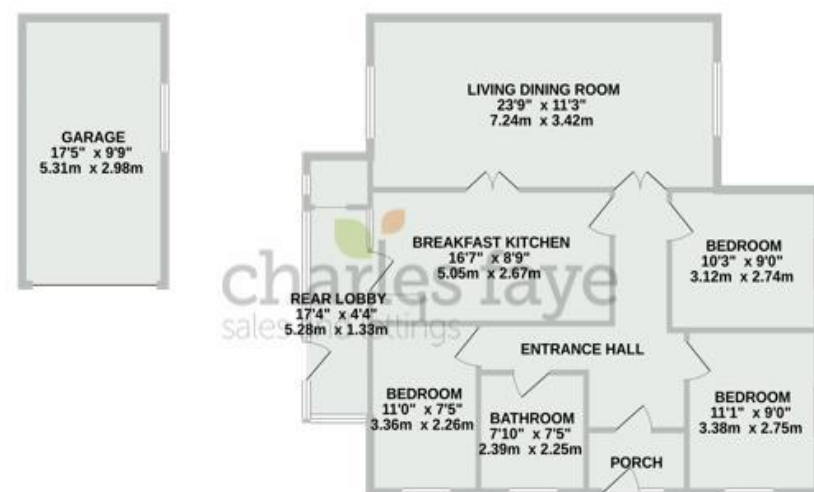 GARAGE
17'5" x 9'9"
5.31m x 2.98m
LIVING DINING ROOM
23'9" x 11'3"
7.24m x 3.42m
BREAKFAST KITCHEN
16'7" x 8'9"
5.05m x 2.67m
BEDROOM
10'3" x 9'0"
3.12m x 2.74m
charles faye
sales and lettings
REAR LOBBY
17'4" x 4'4"
5.28m x 1.33m
ENTRANCE HALL
BEDROOM
11'0" x 7'5"
3.36m x 2.26m
BATHROOM
7'10" x 7'5"
2.39m x 2.25m
BEDROOM
11'1" x 9'0"
3.38m x 2.75m
PORCH